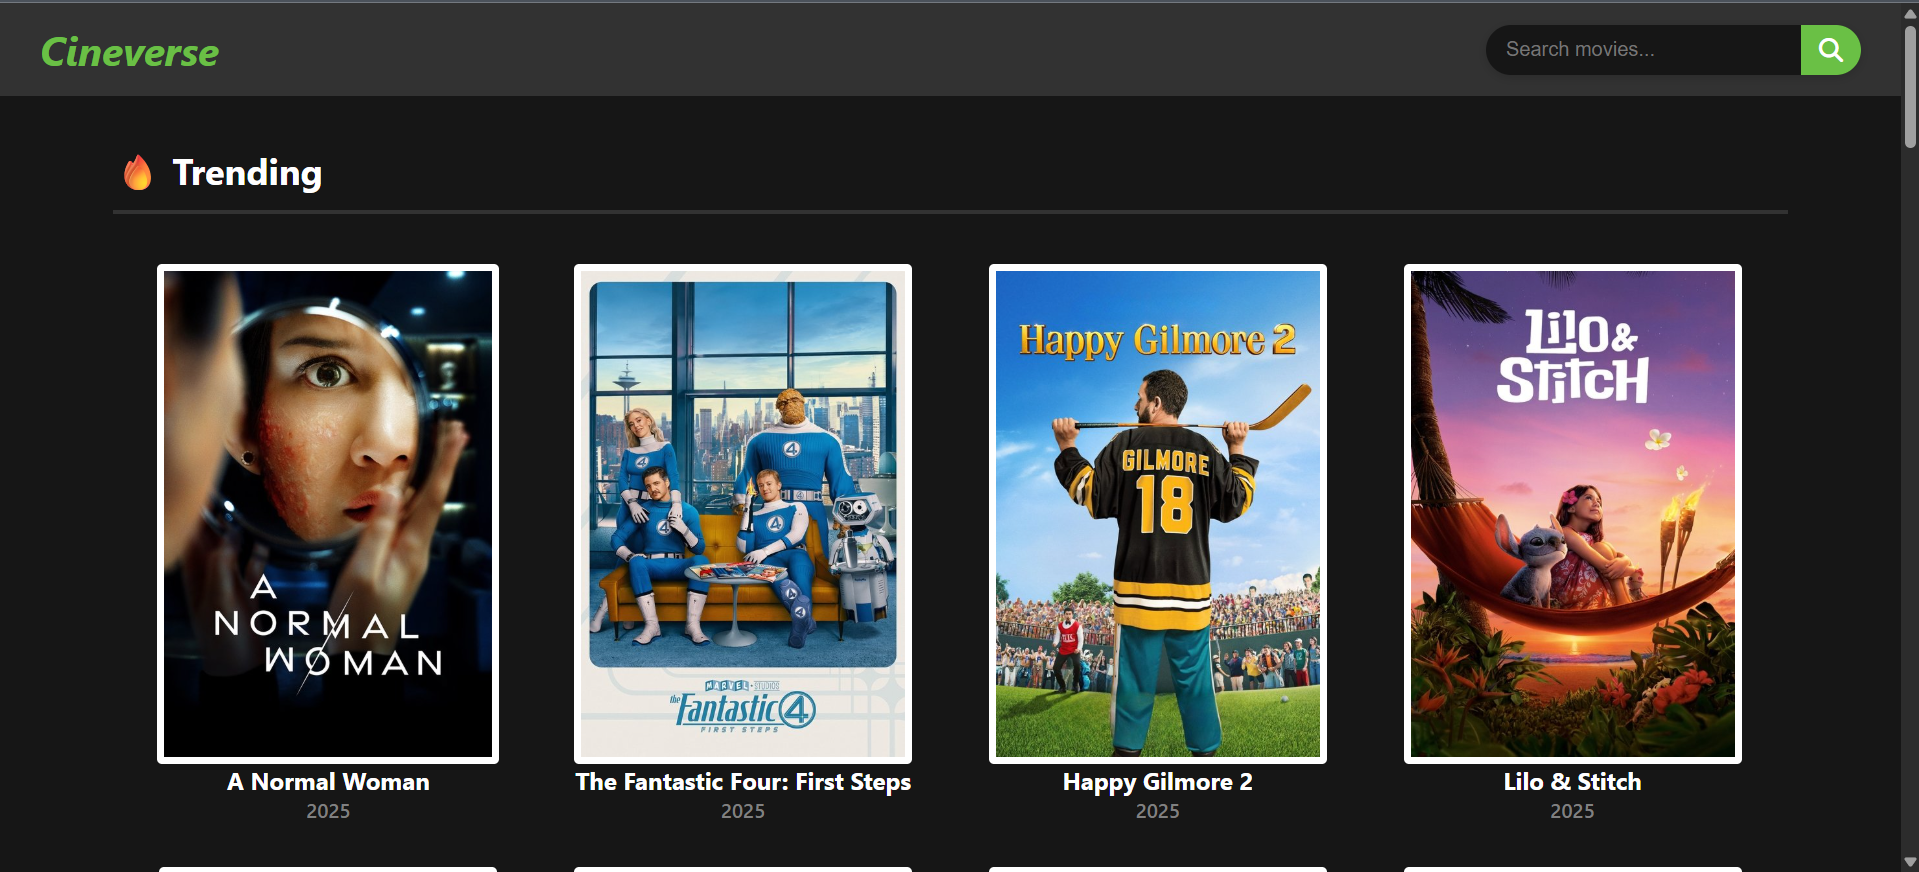 Cineverse
Search movies...
Trending
A
NORMAL
WOMAN
MARVEL STUDIOS
the Fantastic 4
FIRST STEPS
Happy Gilmore 2
GILMORE
18
Lilo &
Stitch
A Normal Woman
2025
The Fantastic Four: First Steps
2025
Happy Gilmore 2
2025
Lilo & Stitch
2025